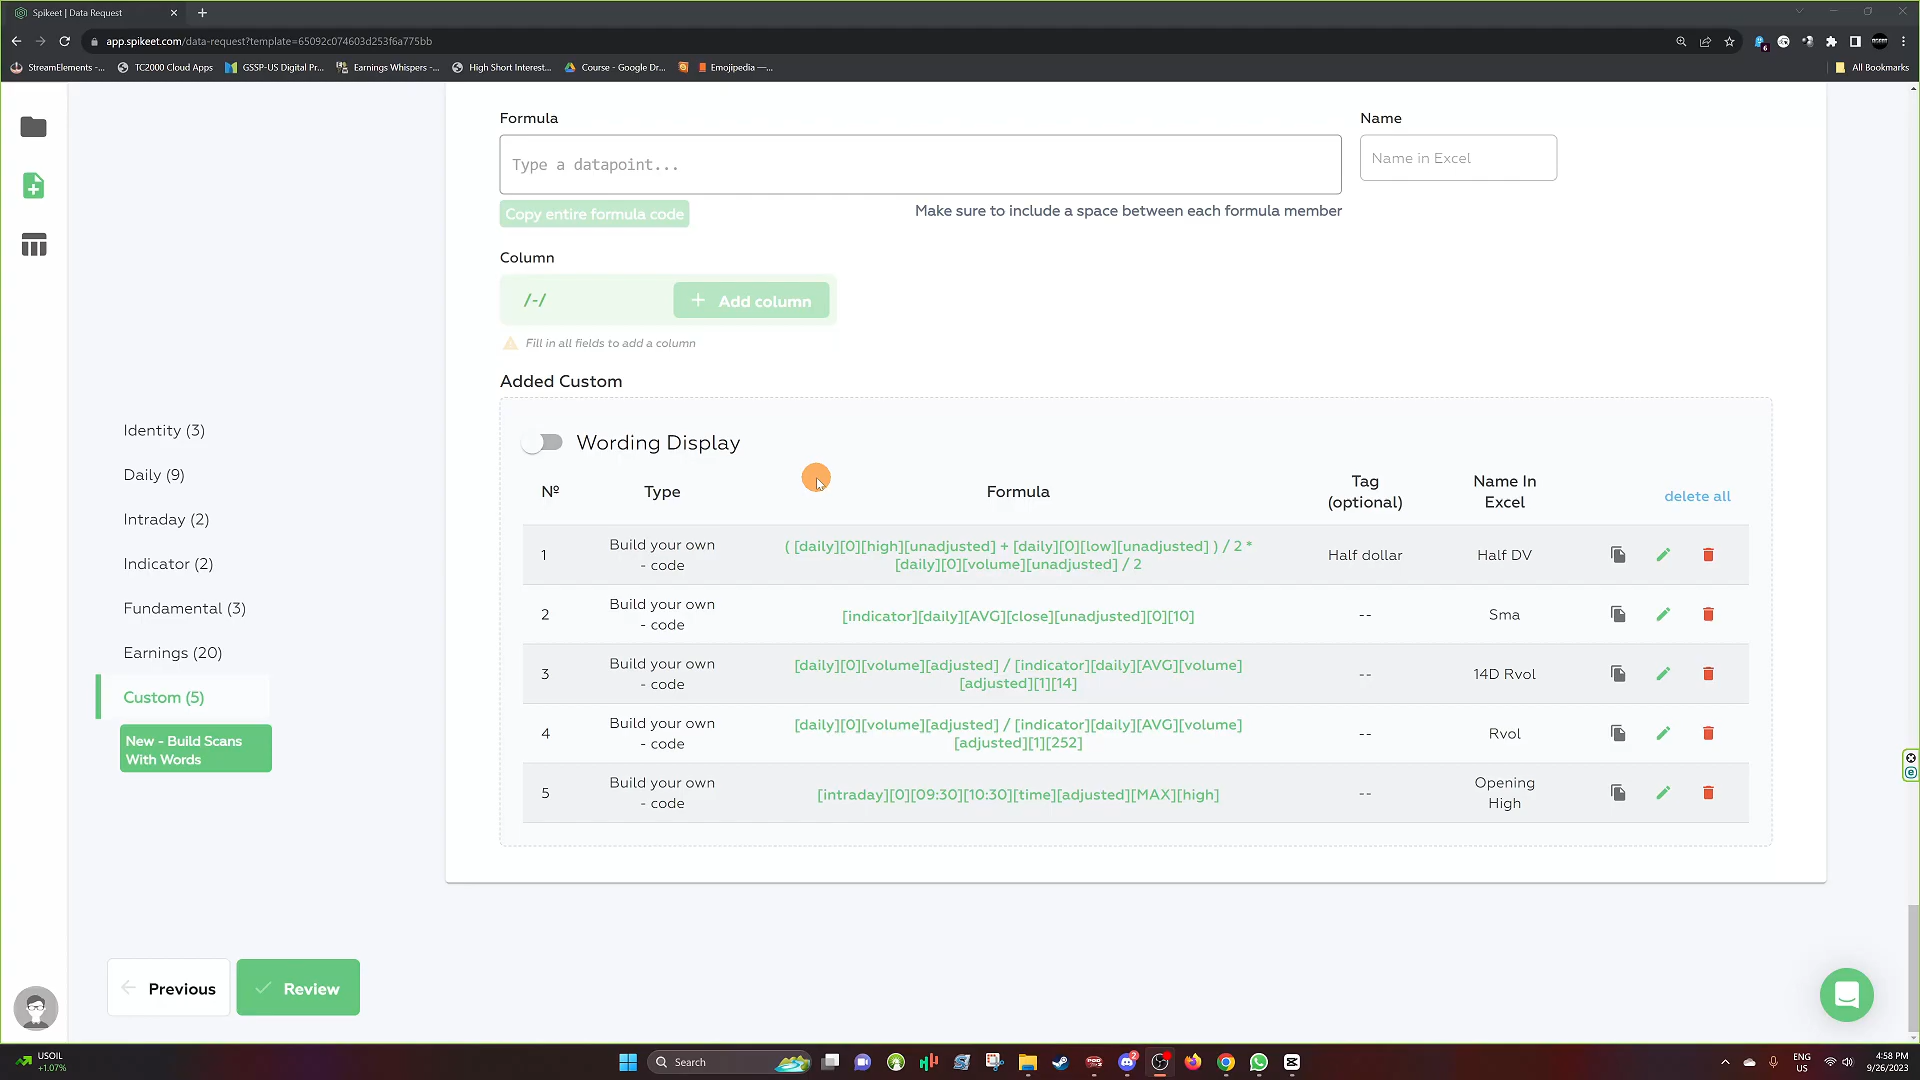 Spikeet | Data Request
app.spikeet.com/data-request?template=65092c074603d253f6a775bb
StreamElements -...
TC2000 Cloud Apps
GSSP-US Digital Pr...
Earnings Whispers -...
High Short Interest...
Course - Google Dr...
Emojipedia —...
All Bookmarks
Formula
Name
Type a datapoint...
Name in Excel
Copy entire formula code
Make sure to include a space between each formula member
Column
/-/
+ Add column
Fill in all fields to add a column
Added Custom
Wording Display
Nº
Type
Formula
Tag
(optional)
Name In
Excel
delete all
1
Build your own
- code
( [daily][0][high][unadjusted] + [daily][0][low][unadjusted] ) / 2 *
[daily][0][volume][unadjusted] / 2
Half dollar
Half DV
2
Build your own
- code
[indicator][daily][AVG][close][unadjusted][0][10]
--
Sma
3
Build your own
- code
[daily][0][volume][adjusted] / [indicator][daily][AVG][volume]
[adjusted][1][14]
--
14D Rvol
4
Build your own
- code
[daily][0][volume][adjusted] / [indicator][daily][AVG][volume]
[adjusted][1][252]
--
Rvol
5
Build your own
- code
[intraday][0][09:30][10:30][time][adjusted][MAX][high]
--
Opening
High
Identity (3)
Daily (9)
Intraday (2)
Indicator (2)
Fundamental (3)
Earnings (20)
Custom (5)
New - Build Scans
With Words
Previous
Review
USOIL
+1.07%
Search
2
ENG
US
4:58 PM
9/26/2023